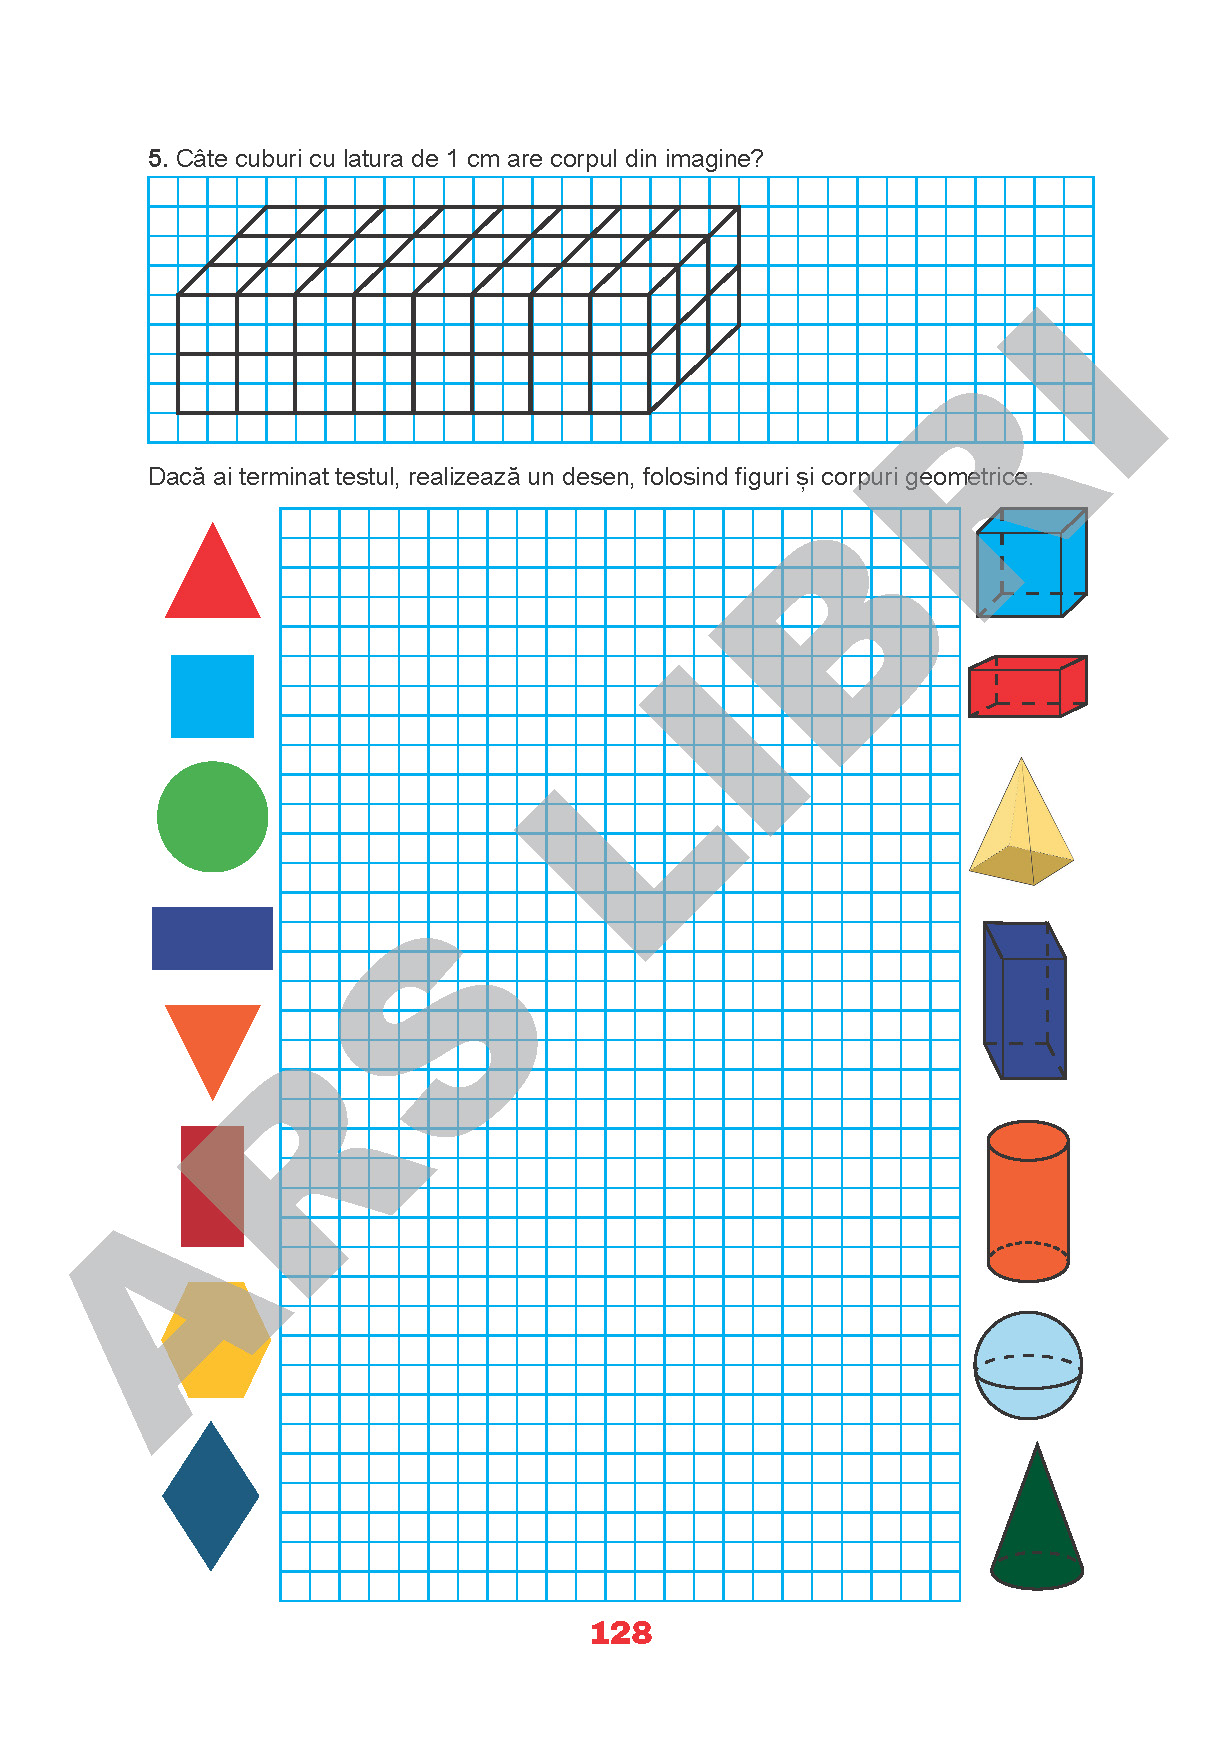 5. Câte cuburi cu latura de 1 cm are corpul din imagine?
Dacă ai terminat testul, realizează un desen, folosind figuri și corpuri geometrice.
ARS LIBRI
128